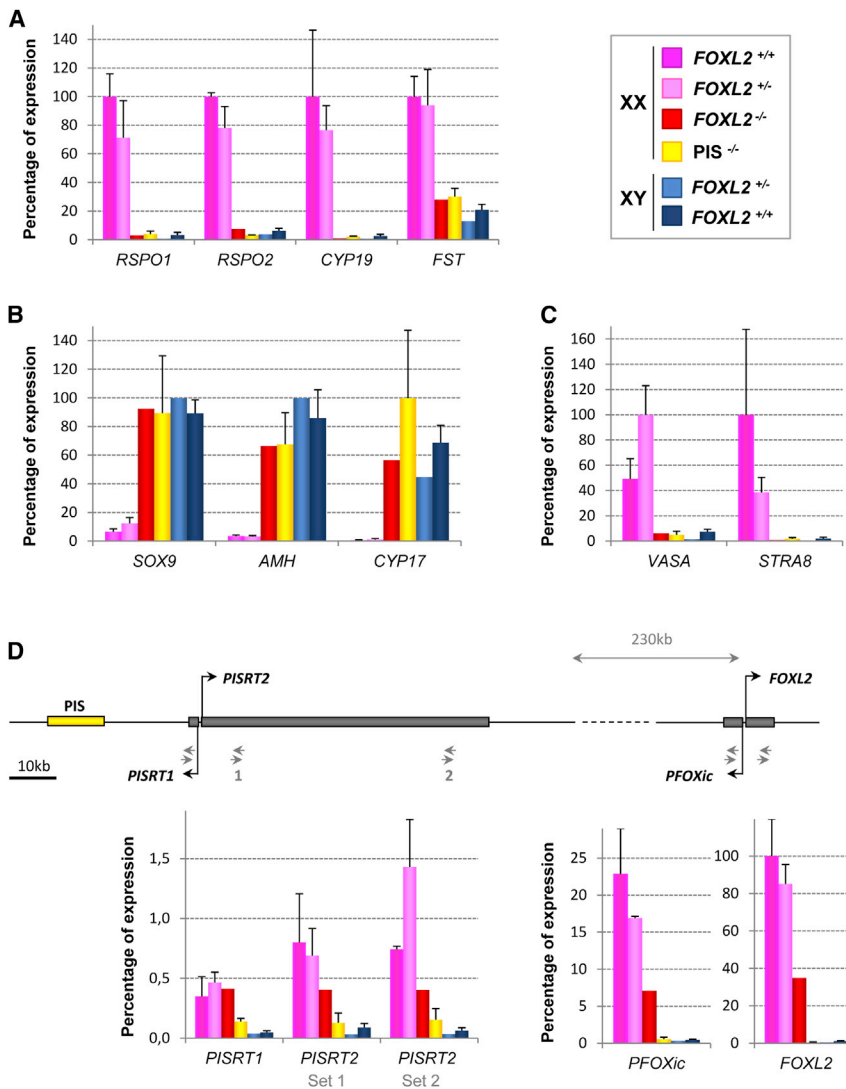 A
Percentage of expression
140
120
100
80
60
40
20
0
RSPO1 RSPO2 CYP19 FST
XX
FOXL2 +/+
FOXL2 +/-
FOXL2 -/-
PIS -/-
XY
FOXL2 +/-
FOXL2 +/+
B
Percentage of expression
140
120
100
80
60
40
20
0
SOX9 AMH CYP17
C
Percentage of expression
160
140
120
100
80
60
40
20
0
VASA STRA8
D
230kb
PISRT2
FOXL2
PIS
10kb
PISRT1
1
2
PFOXic
Percentage of expression
1,5
1,0
0,5
0,0
PISRT1 PISRT2 PISRT2
Set 1 Set 2
Percentage of expression
25
20
15
10
5
0
PFOXic
100
80
60
40
20
0
FOXL2